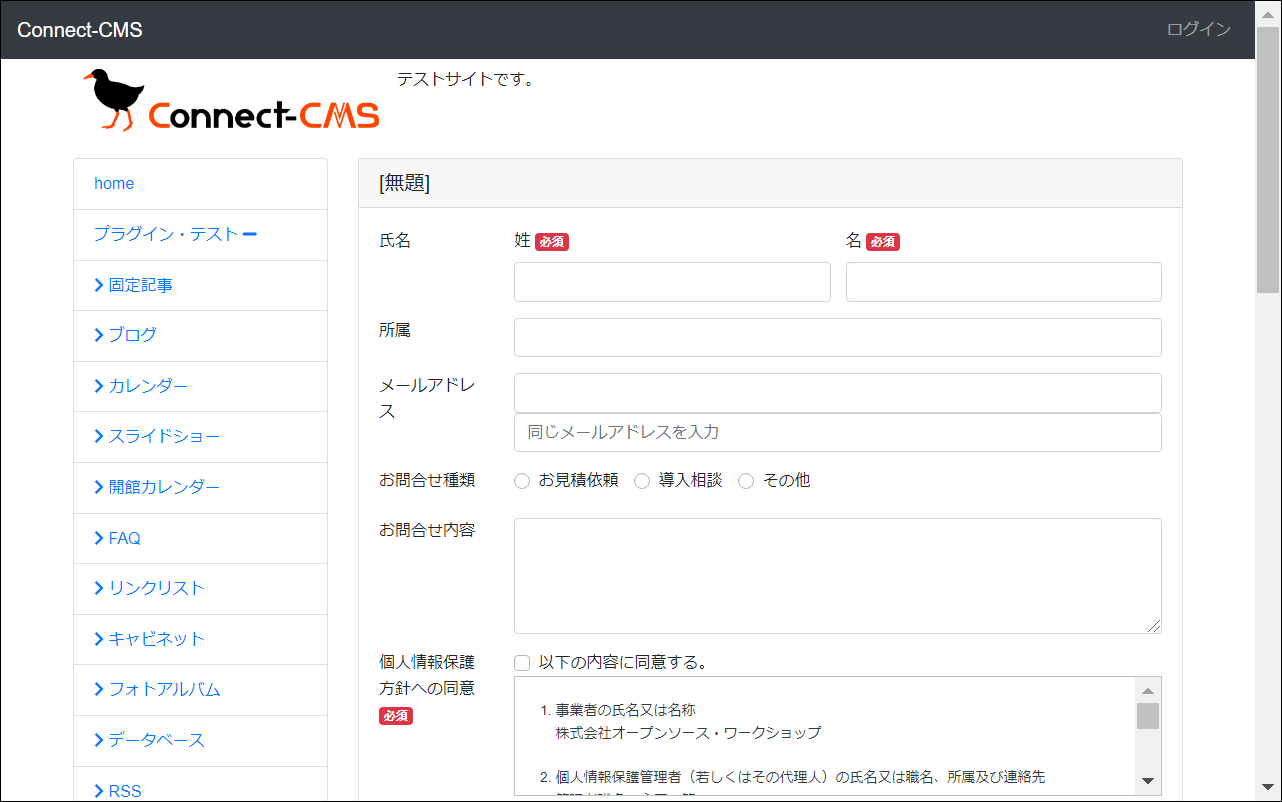 Connect-CMS
ログイン
Connect-CMS
テストサイトです。
home
プラグイン・テスト
固定記事
ブログ
カレンダー
スライドショー
開館カレンダー
FAQ
リンクリスト
キャビネット
フォトアルバム
データベース
RSS
[無題]
氏名
姓 必須
名 必須
所属
メールアドレ
ス
同じメールアドレスを入力
お問合せ種類
お見積依頼 導入相談 その他
お問合せ内容
個人情報保護
方針への同意
必須
以下の内容に同意する。
1. 事業者の氏名又は名称
株式会社オープンソース・ワークショップ
2. 個人情報保護管理者（若しくはその代理人）の氏名又は職名、所属及び連絡先